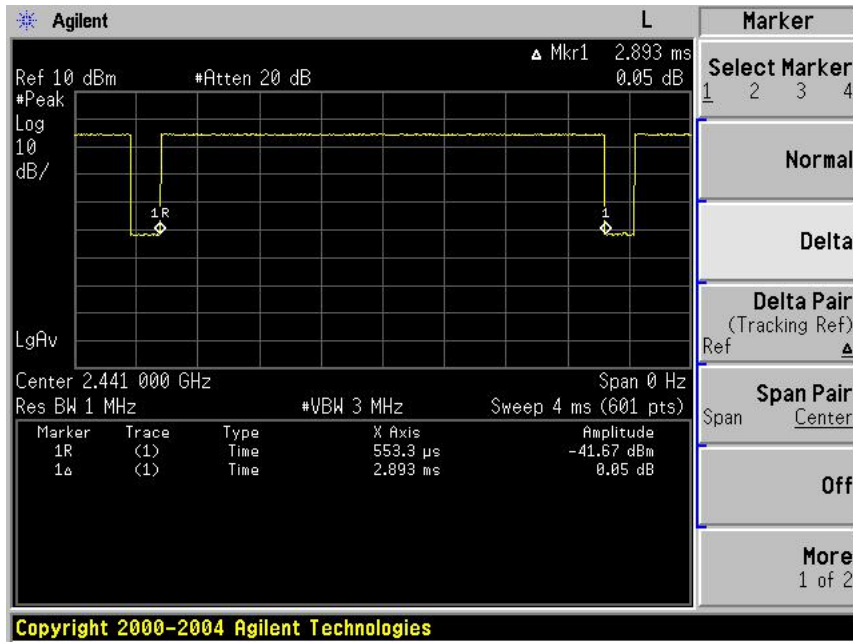 Agilent
L
Marker
Δ Mkr1 2.893 ms
Ref 10 dBm #Atten 20 dB 0.05 dB
#Peak
Log
10
dB/
1R
1
LgAv
Center 2.441 000 GHz Span 0 Hz
Res BW 1 MHz #VBW 3 MHz Sweep 4 ms (601 pts)
Marker Trace Type X Axis Amplitude
1R (1) Time 553.3 µs -41.67 dBm
1Δ (1) Time 2.893 ms 0.05 dB
Select Marker
1 2 3 4
Normal
Delta
Delta Pair
(Tracking Ref)
Ref Δ
Span Pair
Span Center
Off
More
1 of 2
Copyright 2000-2004 Agilent Technologies